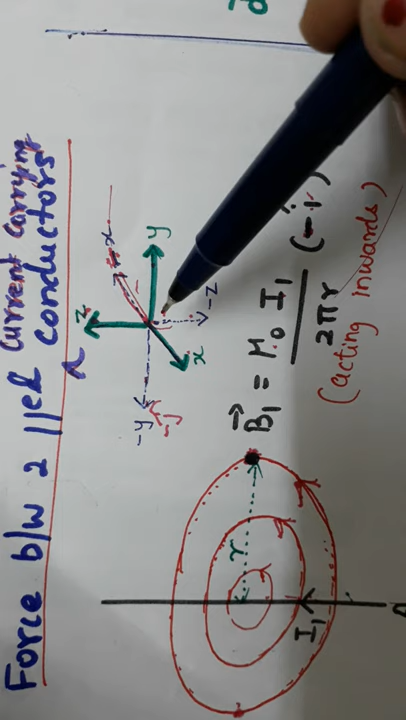 Force b/w 2 ||el current carrying
conductors
z
-x
y
-y
-z
x
r
I₁
B⃗₁ = μ₀ I₁ (-i
2πr
(acting inwards)